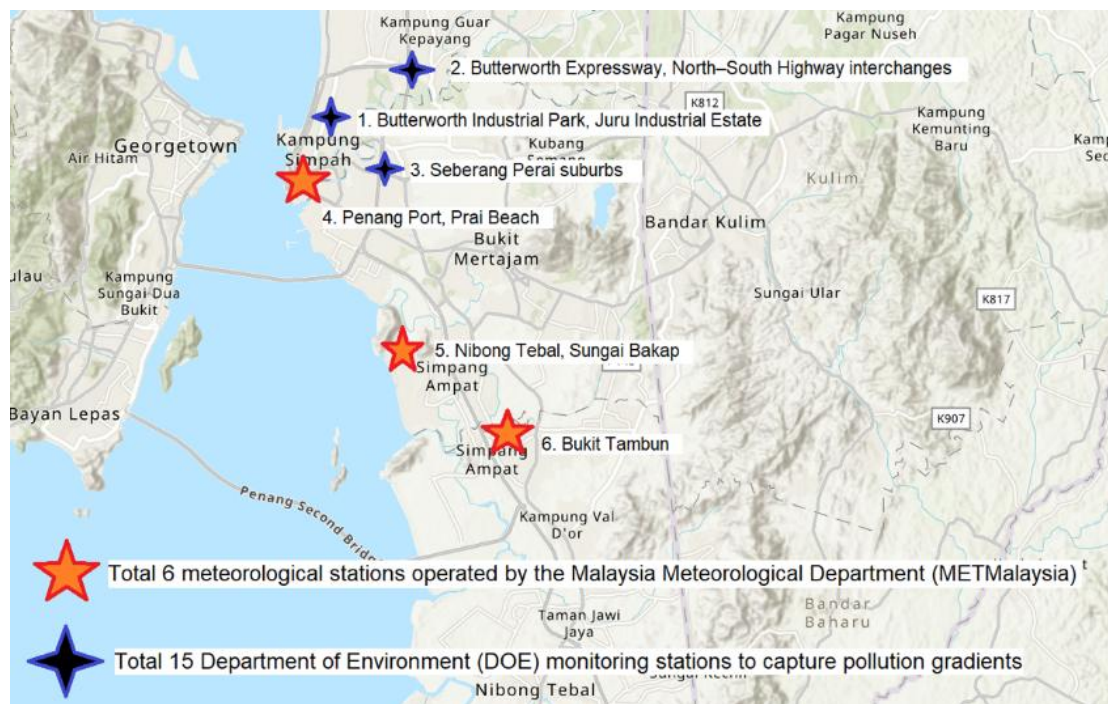 Kampung Guar
Kepayang
Kampung
Pagar Nuseh
2. Butterworth Expressway, North–South Highway interchanges
K812
1. Butterworth Industrial Park, Juru Industrial Estate
Kampung
Kemunting
Baru
Georgetown
Kampung
Simpah
Air Hitam
Kubang
3. Seberang Perai suburbs
Kulim
4. Penang Port, Prai Beach
Bandar Kulim
Bukit
Mertajam
Kampung
Sungai Dua
Bukit
Sungai Ular
K817
5. Nibong Tebal, Sungai Bakap
Simpang
Ampat
Bayan Lepas
K907
6. Bukit Tambun
Simpang
Ampat
Penang Second Bridge
Kampung Val
D'or
Total 6 meteorological stations operated by the Malaysia Meteorological Department (METMalaysia) t
Bandar
Baharu
Taman Jawi
Jaya
Total 15 Department of Environment (DOE) monitoring stations to capture pollution gradients
Nibong Tebal